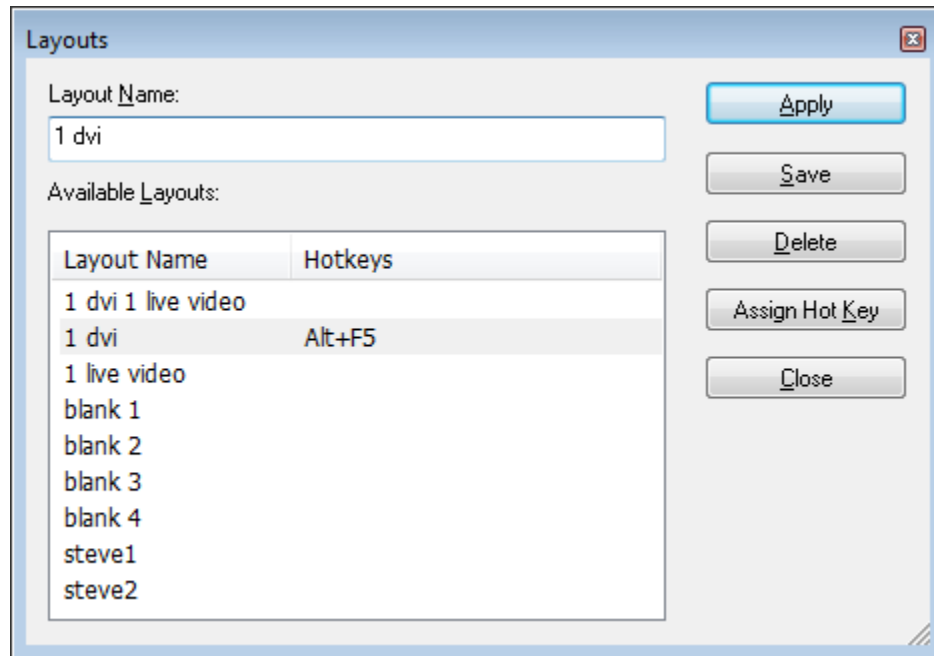 Layouts
Layout Name:
1 dvi
Available Layouts:
Layout Name Hotkeys
1 dvi 1 live video
1 dvi Alt+F5
1 live video
blank 1
blank 2
blank 3
blank 4
steve1
steve2
Apply
Save
Delete
Assign Hot Key
Close